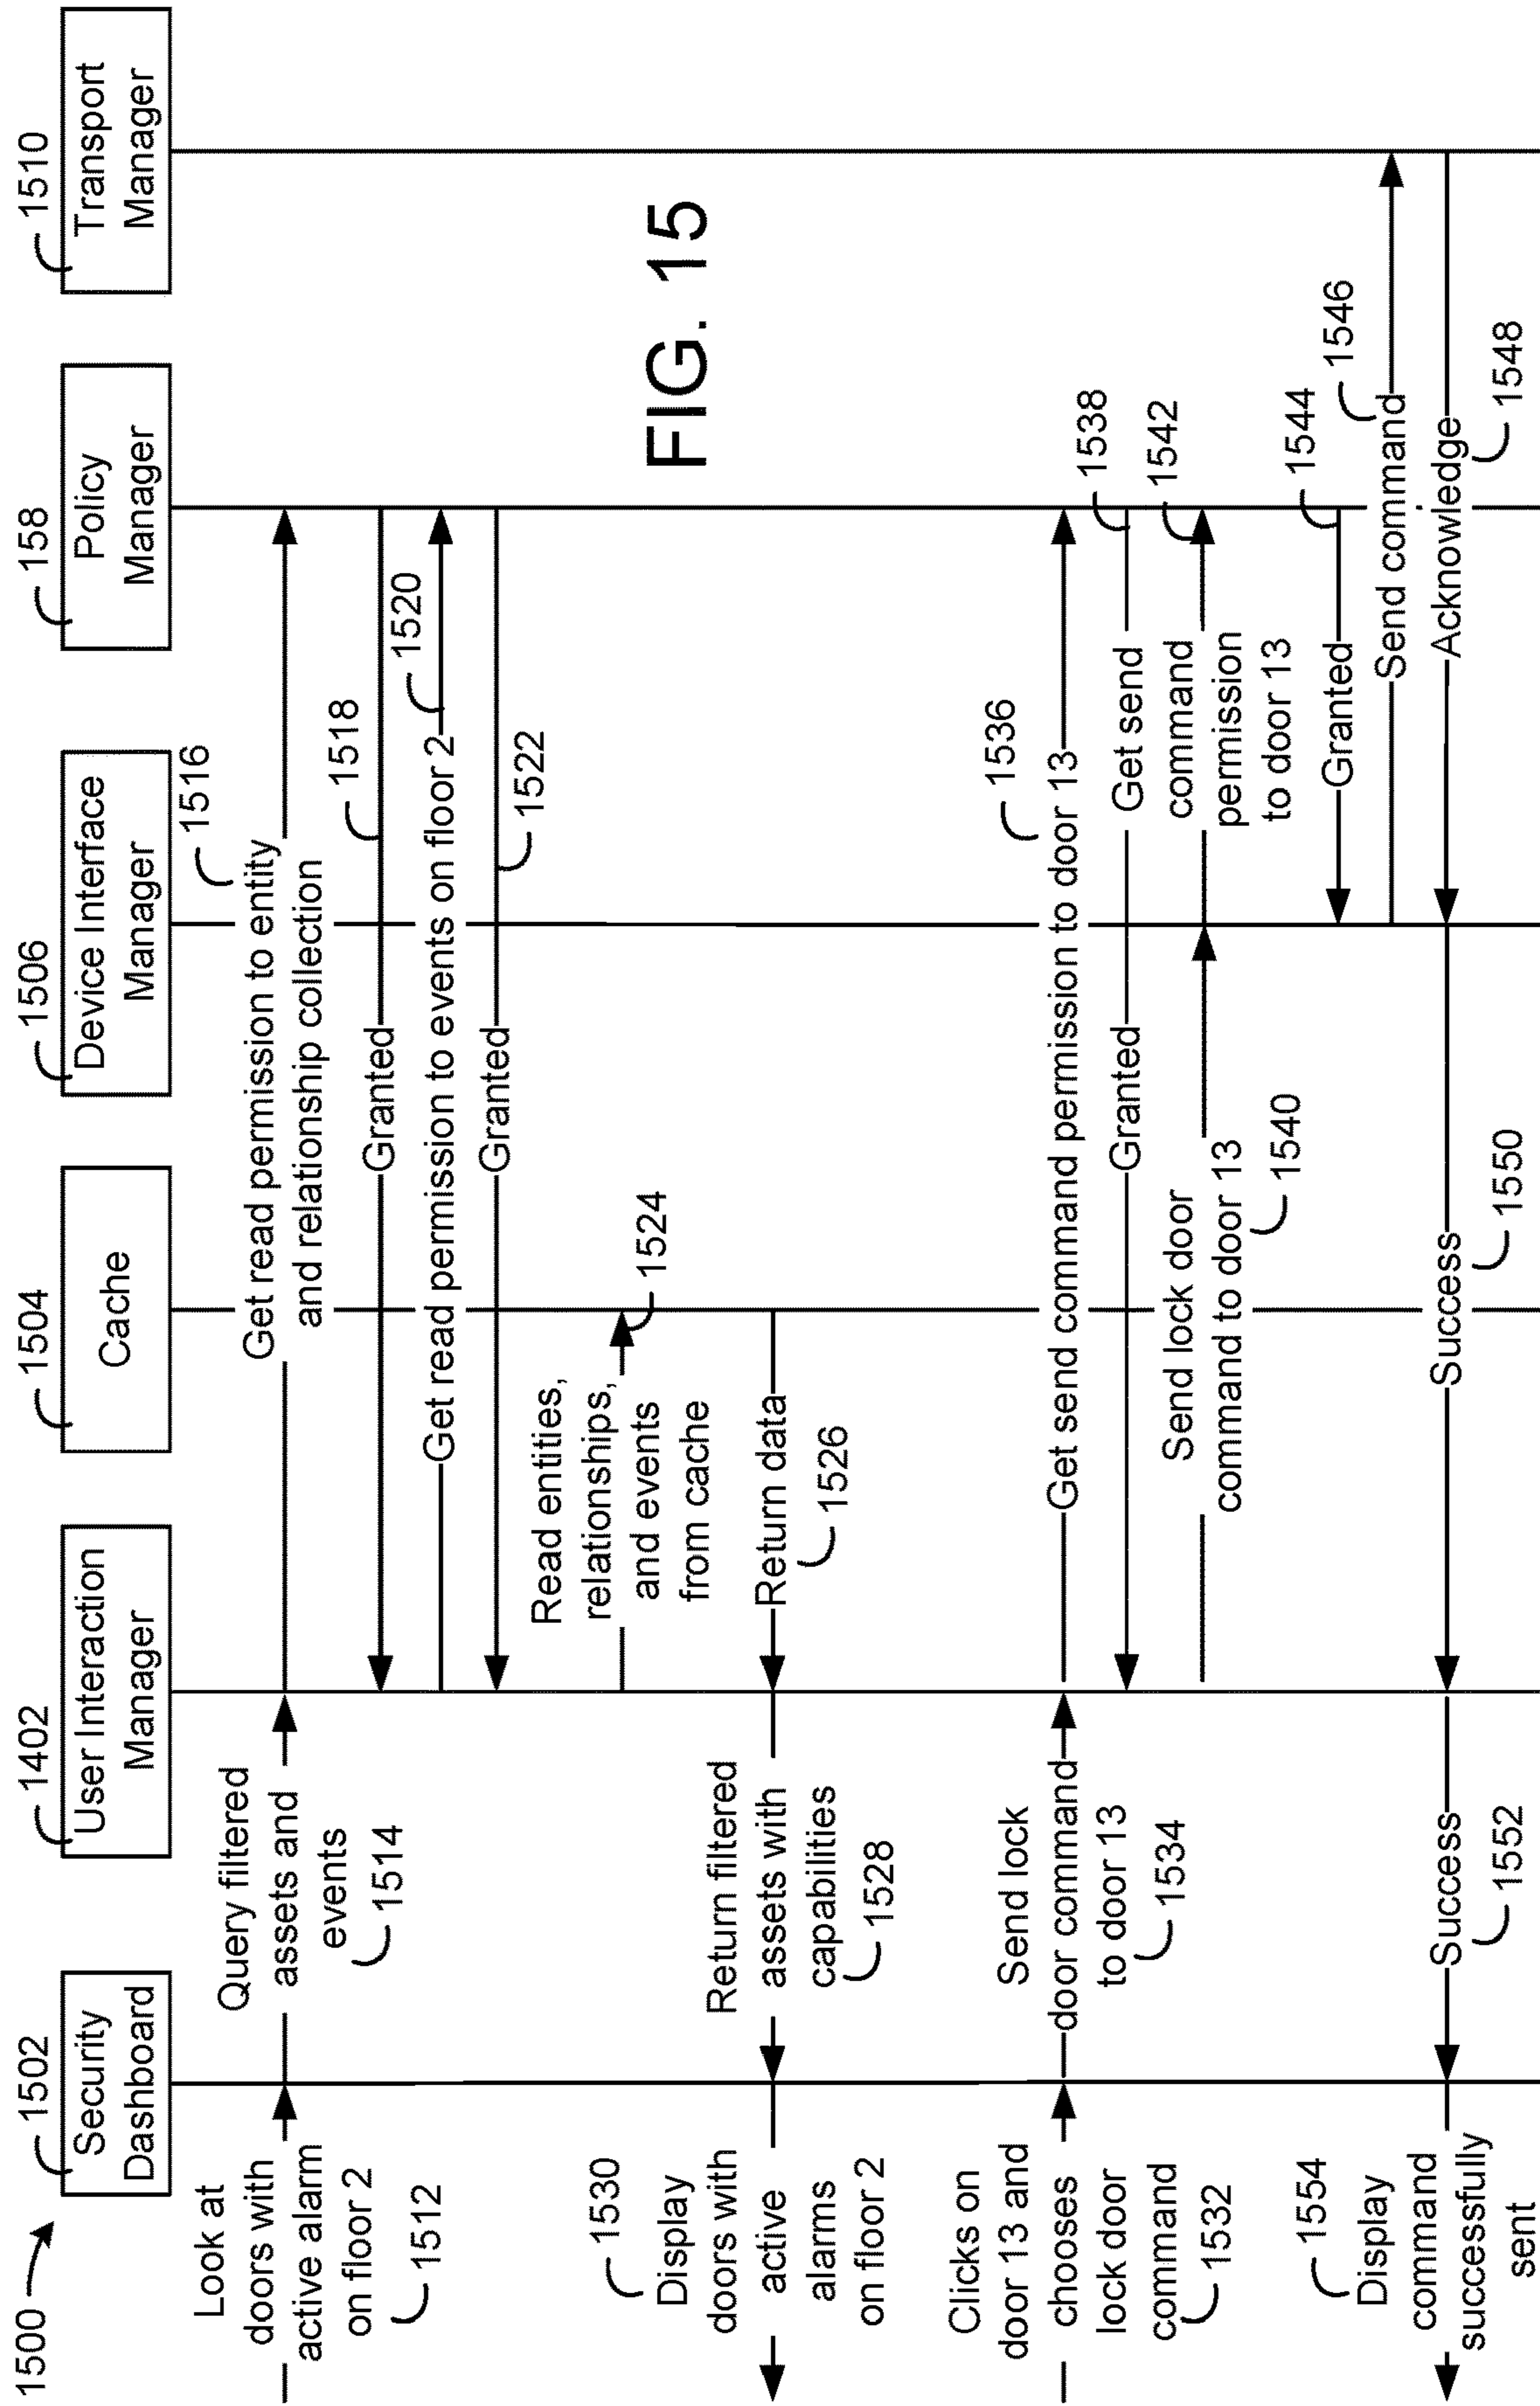 1500
1502
Security
Dashboard
1402
User Interaction
Manager
1504
Cache
1506
Device Interface
Manager
158
Policy
Manager
1510
Transport
Manager
Look at
doors with
active alarm
on floor 2
1512
Query filtered
assets and
events
1514
Get read permission to entity
and relationship collection
1516
Granted
1518
Get read permission to events on floor 2
1520
Granted
1522
Read entities,
relationships,
and events
from cache
1524
Return data
1526
Return filtered
assets with
capabilities
1528
1530
Display
doors with
active
alarms
on floor 2
FIG. 15
Clicks on
door 13 and
chooses
lock door
command
1532
Send lock
door command
to door 13
1534
Get send command permission to door 13
1536
Granted
1538
Send lock door
command to door 13
1540
Get send
command
permission
to door 13
1542
Granted
1544
Send command
1546
Acknowledge
1548
Success
1550
Success
1552
1554
Display
command
successfully
sent